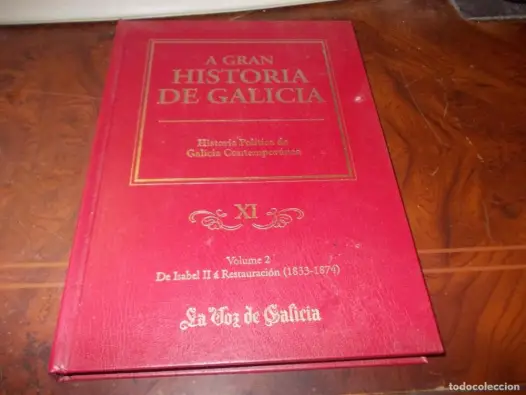 A GRAN
HISTORIA
DE GALICIA
Historia Política de
Galicia Contemporánea
XI
Volume 2
De Isabel II á Restauración (1833-1874)
La Voz de Galicia
todocoleccion